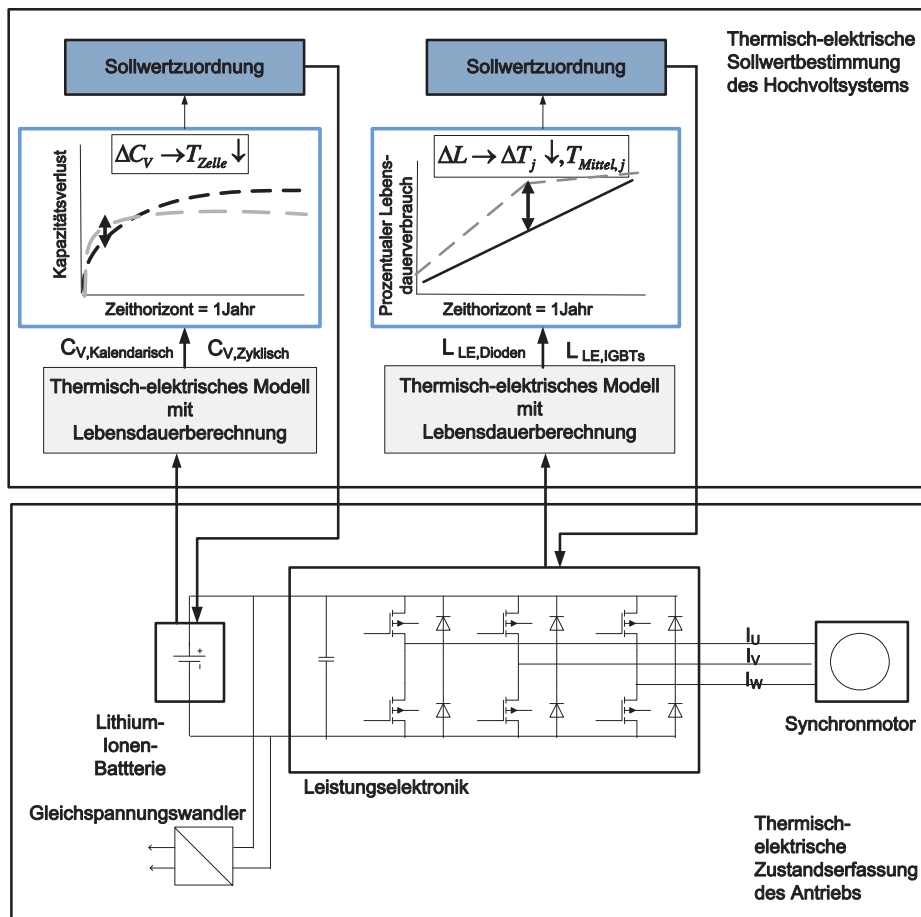 Thermisch-elektrische
Sollwertbestimmung
des Hochvoltsystems
Sollwertzuordnung
ΔC_V → T_Zelle ↓
Kapazitätsverlust
Zeithorizont = 1Jahr
C_V,Kalendarisch C_V,Zyklisch
Thermisch-elektrisches Modell
mit
Lebensdauerberechnung
Sollwertzuordnung
ΔL → ΔT_j ↓, T_Mittel,j
Prozentualer Lebens-
dauerverbrauch
Zeithorizont = 1Jahr
L_LE,Dioden L_LE,IGBTs
Thermisch-elektrisches Modell
mit
Lebensdauerberechnung
+
-
Lithium-
Ionen-
Battterie
Gleichspannungswandler
Leistungselektronik
I_U
I_V
I_W
Synchronmotor
Thermisch-
elektrische
Zustandserfassung
des Antriebs